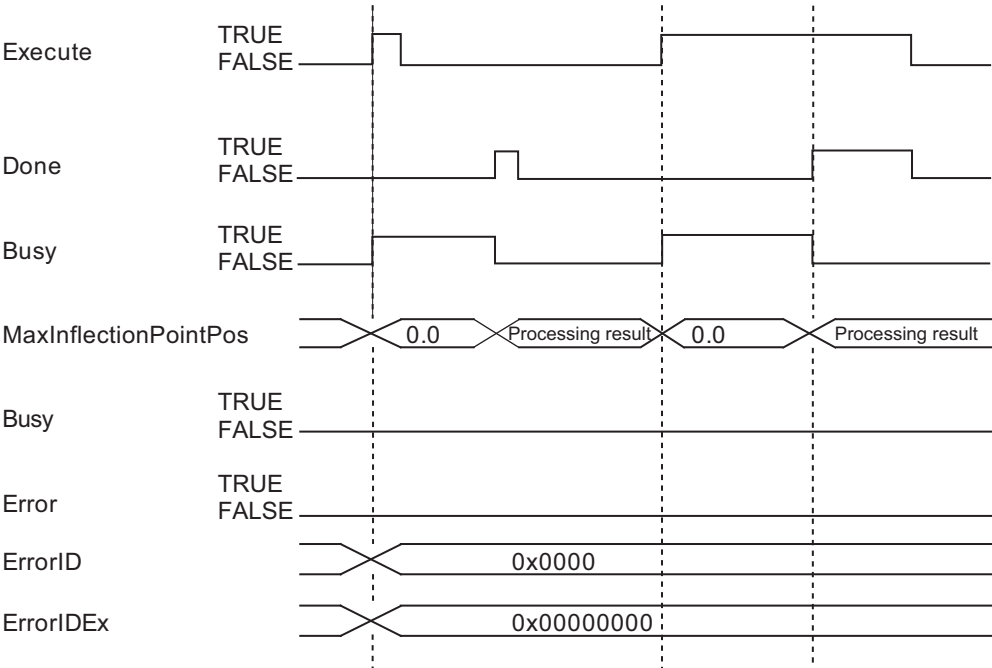 Execute
TRUE
FALSE
Done
TRUE
FALSE
Busy
TRUE
FALSE
MaxInflectionPointPos
0.0
Processing result
0.0
Processing result
Busy
TRUE
FALSE
Error
TRUE
FALSE
ErrorID
0x0000
ErrorIDEx
0x00000000